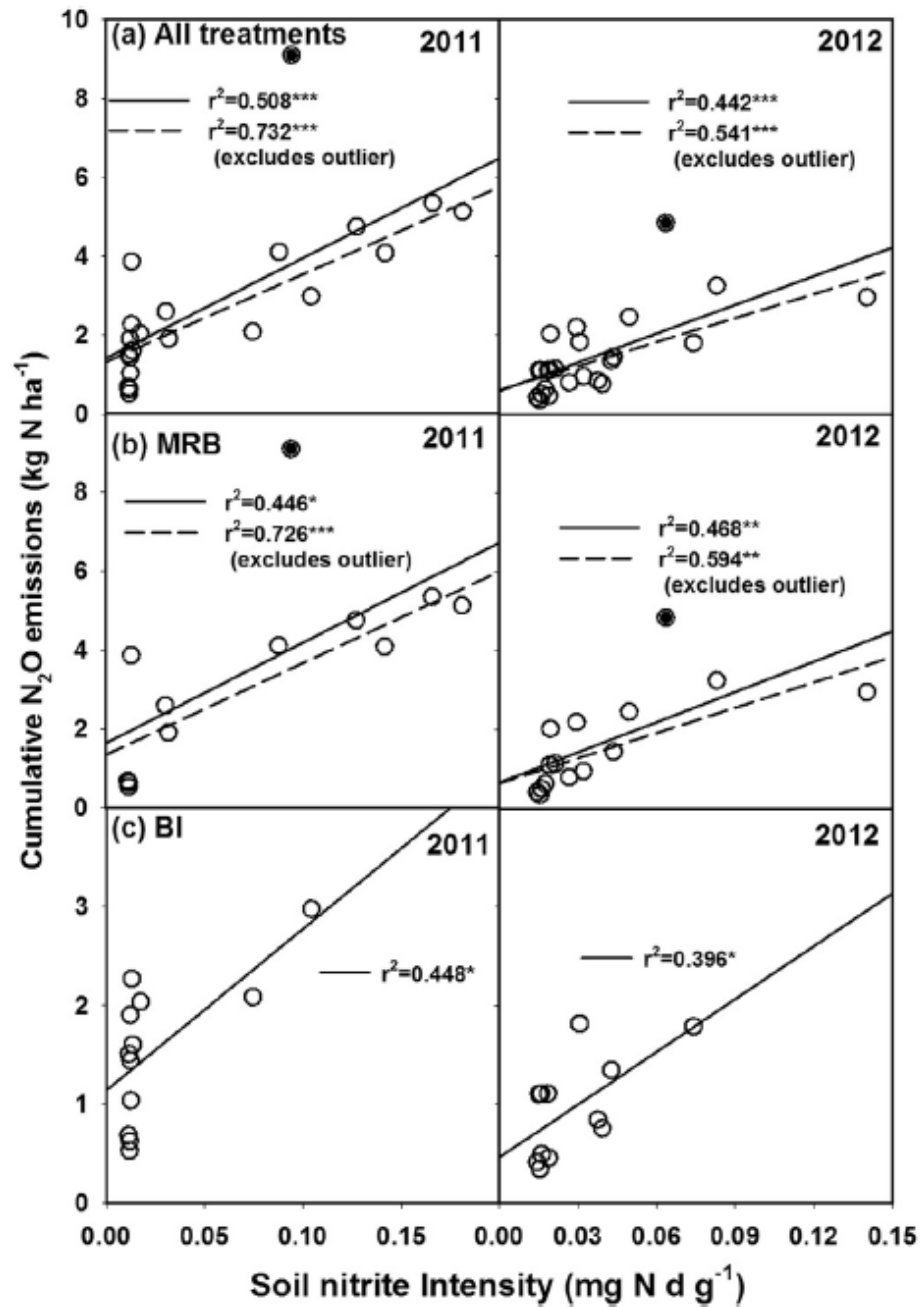 10
(a) All treatments
2011
2012
r²=0.508***
r²=0.732***
(excludes outlier)
r²=0.442***
r²=0.541***
(excludes outlier)
8
6
4
2
0
(b) MRB
2011
2012
r²=0.446*
r²=0.726***
(excludes outlier)
r²=0.468**
r²=0.594**
(excludes outlier)
8
6
4
2
0
(c) BI
2011
2012
r²=0.448*
r²=0.396*
3
2
1
0
Cumulative N₂O emissions (kg N ha⁻¹)
0.00 0.05 0.10 0.15 0.00 0.03 0.06 0.09 0.12 0.15
Soil nitrite Intensity (mg N d g⁻¹)